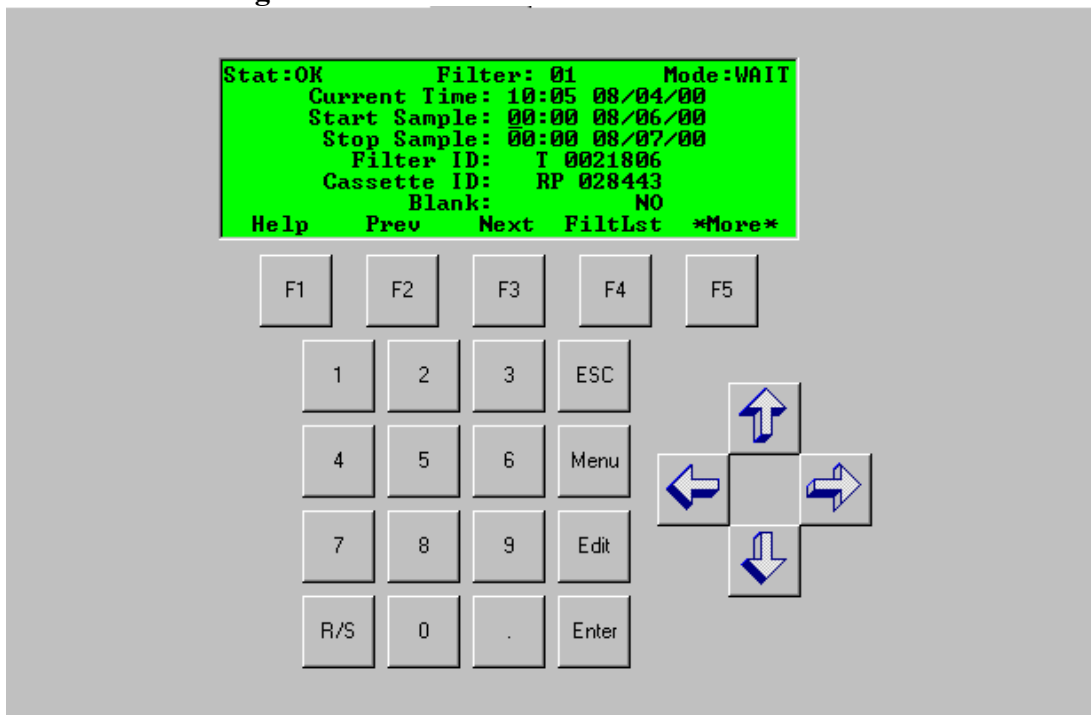 Stat:OK Filter: 01 Mode:WAIT
Current Time: 10:05 08/04/00
Start Sample: 00:00 08/06/00
Stop Sample: 00:00 08/07/00
Filter ID: T 0021806
Cassette ID: RP 028443
Blank: NO
Help Prev Next FiltLst *More*
F1 F2 F3 F4 F5
1 2 3 ESC
4 5 6 Menu
7 8 9 Edit
R/S 0 . Enter